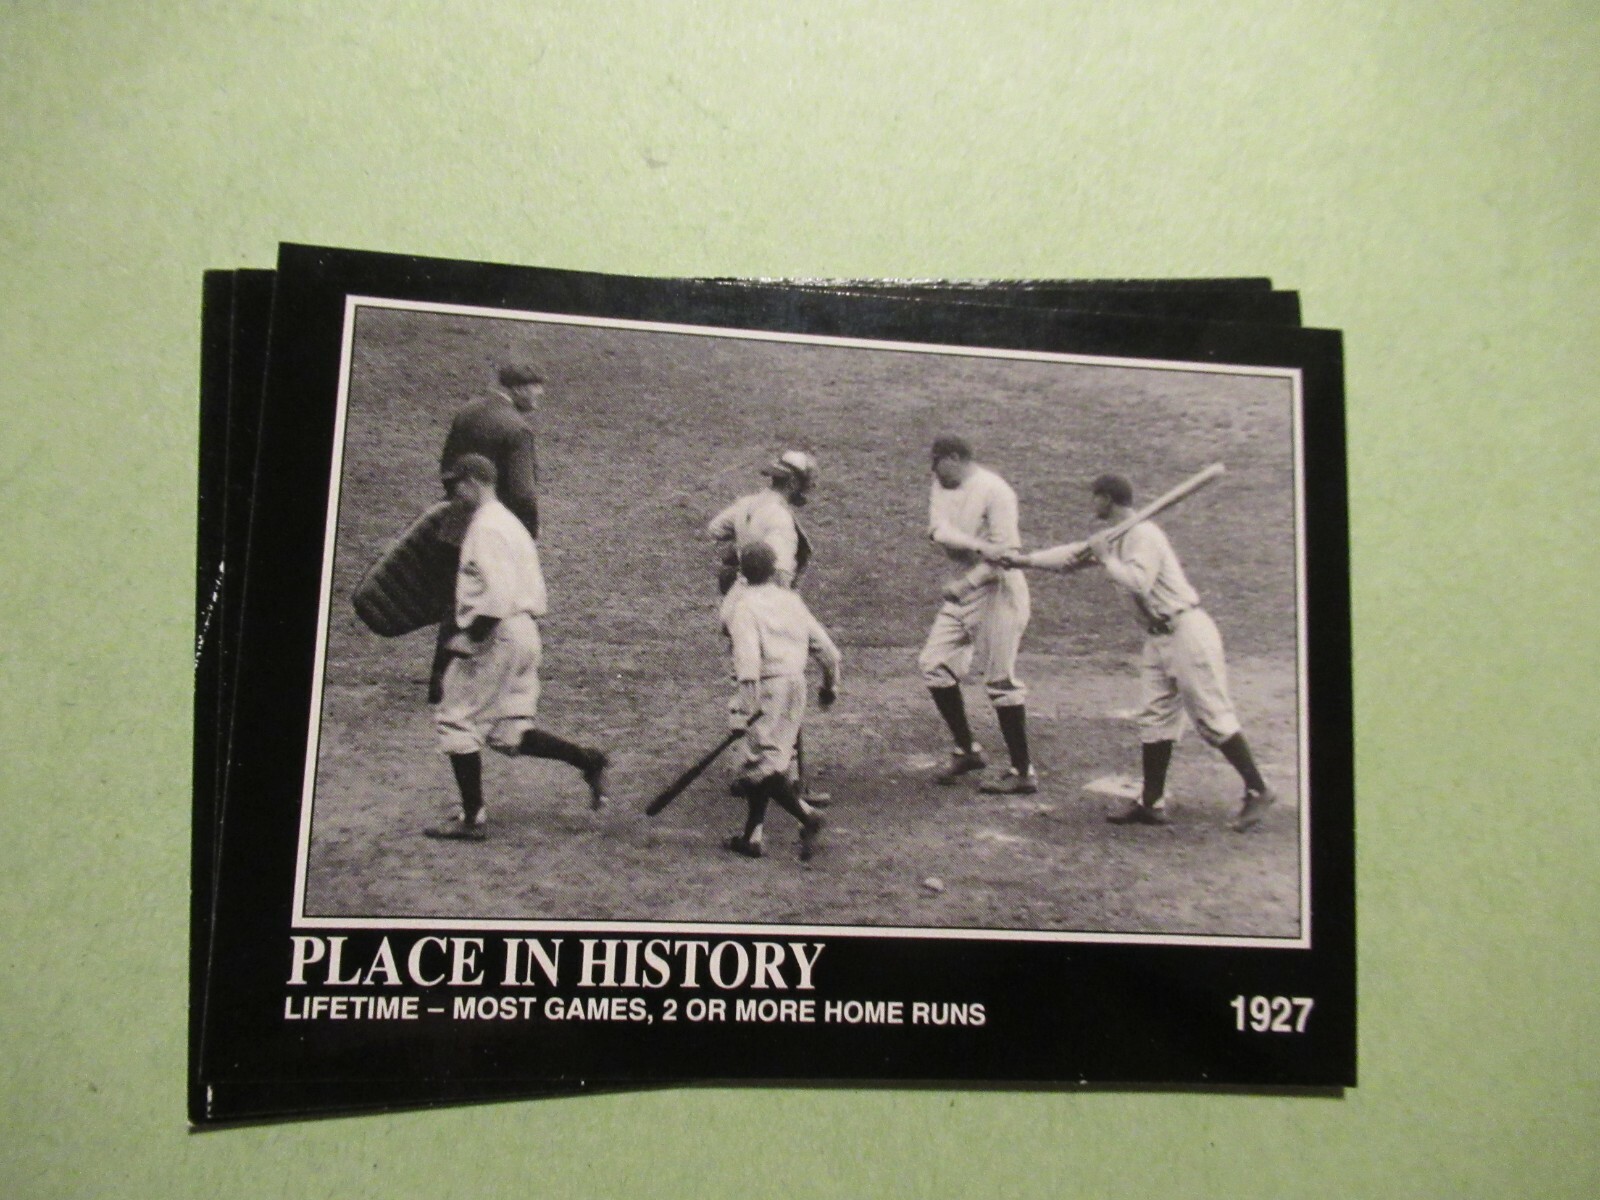 PLACE IN HISTORY
LIFETIME – MOST GAMES, 2 OR MORE HOME RUNS
1927